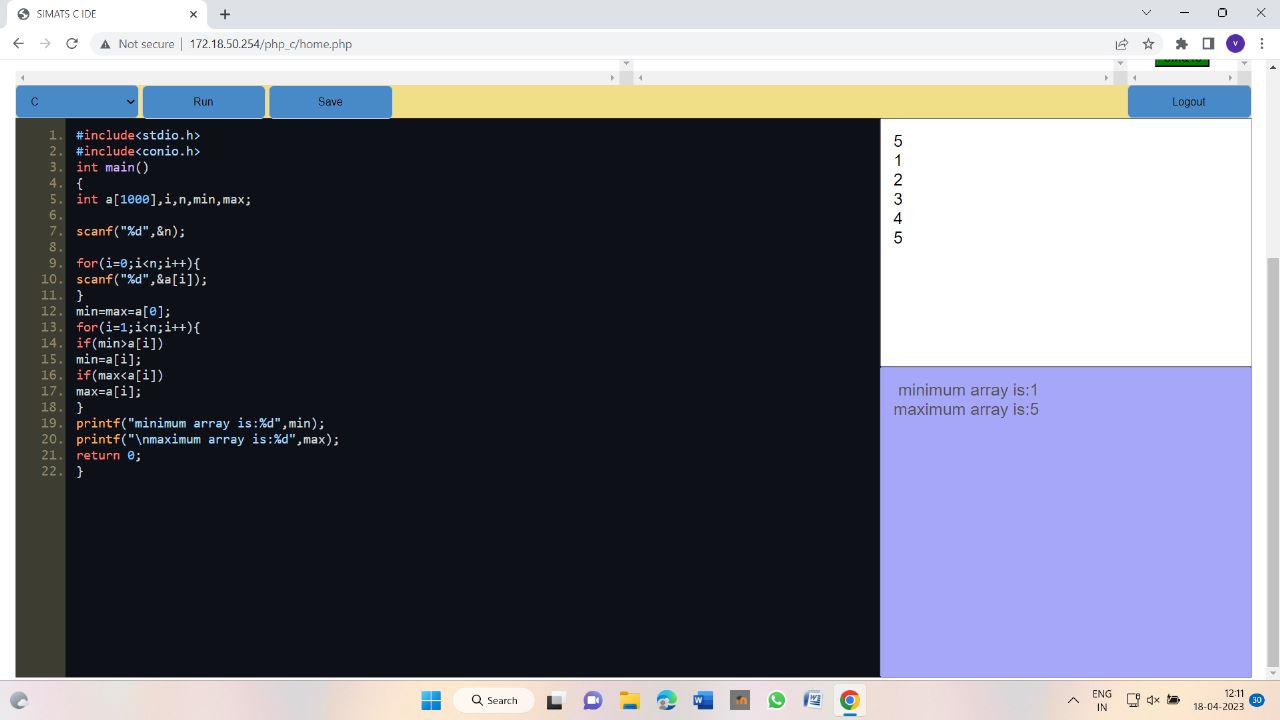 SIMATS C IDE
Not secure
172.18.50.254/php_c/home.php
v
C
Run
Save
Logout
1. #include<stdio.h>
2. #include<conio.h>
3. int main()
4. {
5. int a[1000],i,n,min,max;
6.
7. scanf("%d",&n);
8.
9. for(i=0;i<n;i++){
10. scanf("%d",&a[i]);
11. }
12. min=max=a[0];
13. for(i=1;i<n;i++){
14. if(min>a[i])
15. min=a[i];
16. if(max<a[i])
17. max=a[i];
18. }
19. printf("minimum array is:%d",min);
20. printf("\nmaximum array is:%d",max);
21. return 0;
22. }
5
1
2
3
4
5
minimum array is:1
maximum array is:5
Search
ENG
IN
12:11
18-04-2023
30